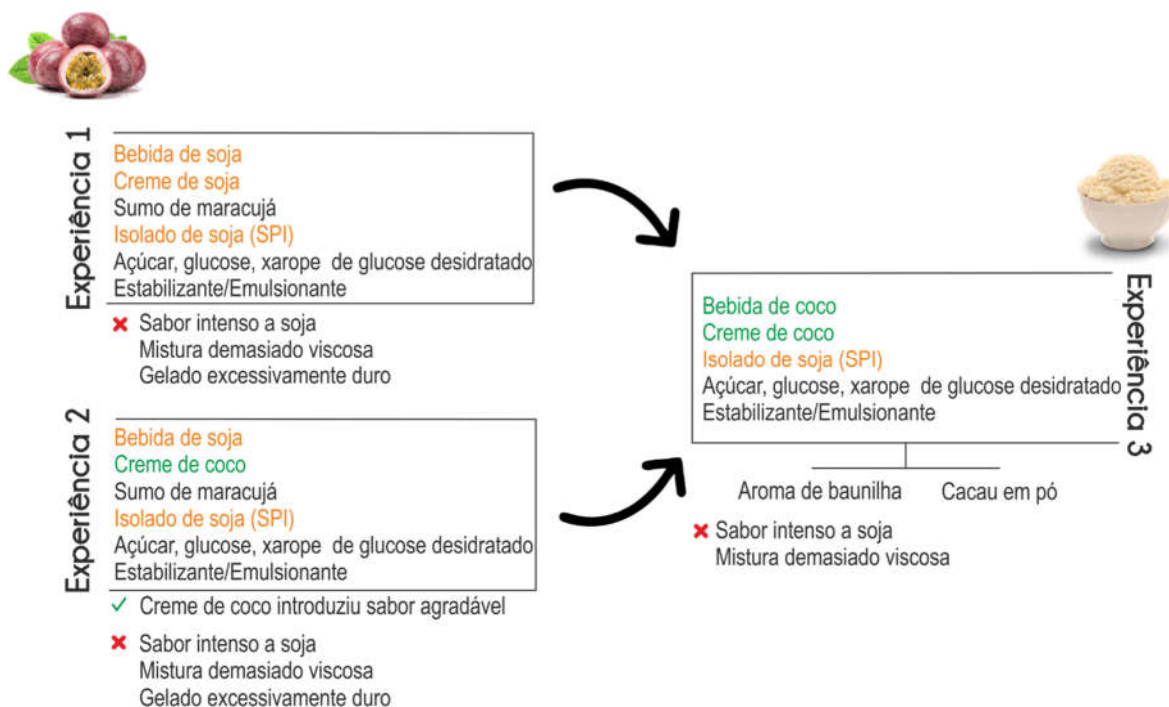 Experiência 1
Bebida de soja
Creme de soja
Sumo de maracujá
Isolado de soja (SPI)
Açúcar, glucose, xarope de glucose desidratado
Estabilizante/Emulsionante
Sabor intenso a soja
Mistura demasiado viscosa
Gelado excessivamente duro
Experiência 2
Bebida de soja
Creme de coco
Sumo de maracujá
Isolado de soja (SPI)
Açúcar, glucose, xarope de glucose desidratado
Estabilizante/Emulsionante
Creme de coco introduziu sabor agradável
Sabor intenso a soja
Mistura demasiado viscosa
Gelado excessivamente duro
Experiência 3
Bebida de coco
Creme de coco
Isolado de soja (SPI)
Açúcar, glucose, xarope de glucose desidratado
Estabilizante/Emulsionante
Aroma de baunilha
Cacau em pó
Sabor intenso a soja
Mistura demasiado viscosa